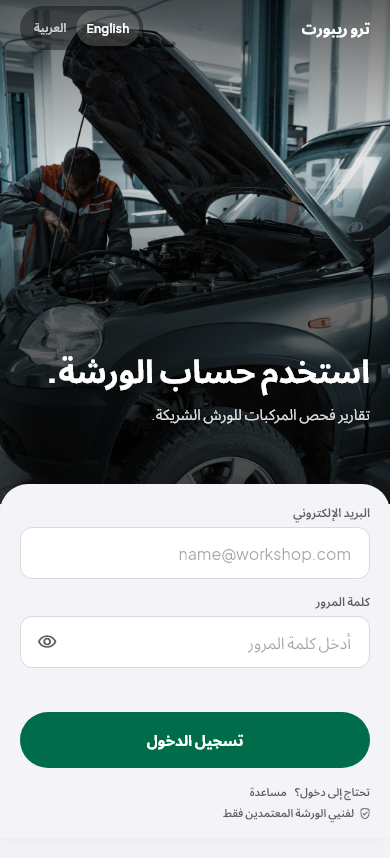 ترو ريبورت
English العربية
استخدم حساب الورشة.
تقارير فحص المركبات للورش الشريكة.
البريد الإلكتروني
name@workshop.com
كلمة المرور
أدخل كلمة المرور
تسجيل الدخول
تحتاج إلى دخول؟ مساعدة
لفنيي الورشة المعتمدين فقط